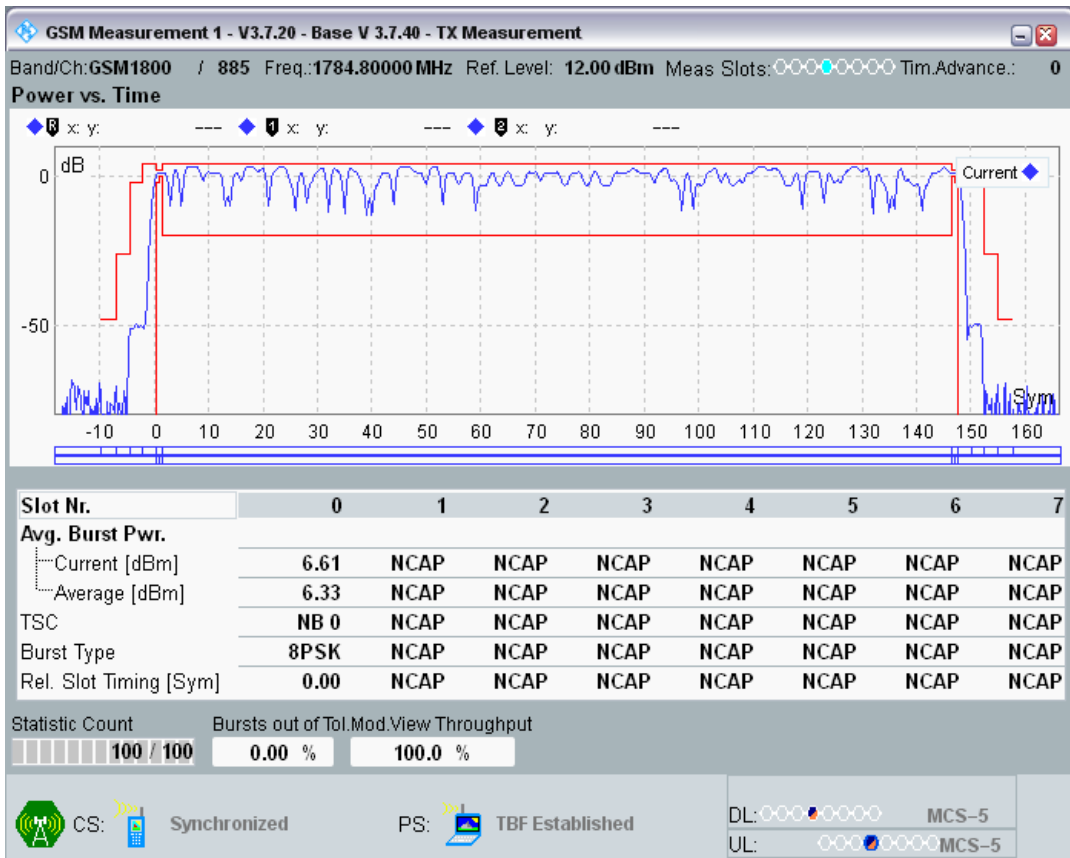 GSM Measurement 1 - V3.7.20 - Base V 3.7.40 - TX Measurement
Band/Ch:GSM1800 / 885 Freq.:1784.80000 MHz Ref. Level: 12.00 dBm Meas Slots: Tim.Advance.: 0
Power vs. Time
R x: y: --- 1 x: y: --- 2 x: y: ---
dB
Current
0
-50
Sym
-10 0 10 20 30 40 50 60 70 80 90 100 110 120 130 140 150 160
Slot Nr. 0 1 2 3 4 5 6 7
Avg. Burst Pwr.
Current [dBm] 6.61 NCAP NCAP NCAP NCAP NCAP NCAP NCAP
Average [dBm] 6.33 NCAP NCAP NCAP NCAP NCAP NCAP NCAP
TSC NB 0 NCAP NCAP NCAP NCAP NCAP NCAP NCAP
Burst Type 8PSK NCAP NCAP NCAP NCAP NCAP NCAP NCAP
Rel. Slot Timing [Sym] 0.00 NCAP NCAP NCAP NCAP NCAP NCAP NCAP
Statistic Count Bursts out of Tol.Mod.View Throughput
100 / 100 0.00 % 100.0 %
CS: Synchronized PS: TBF Established
DL: MCS-5
UL: MCS-5